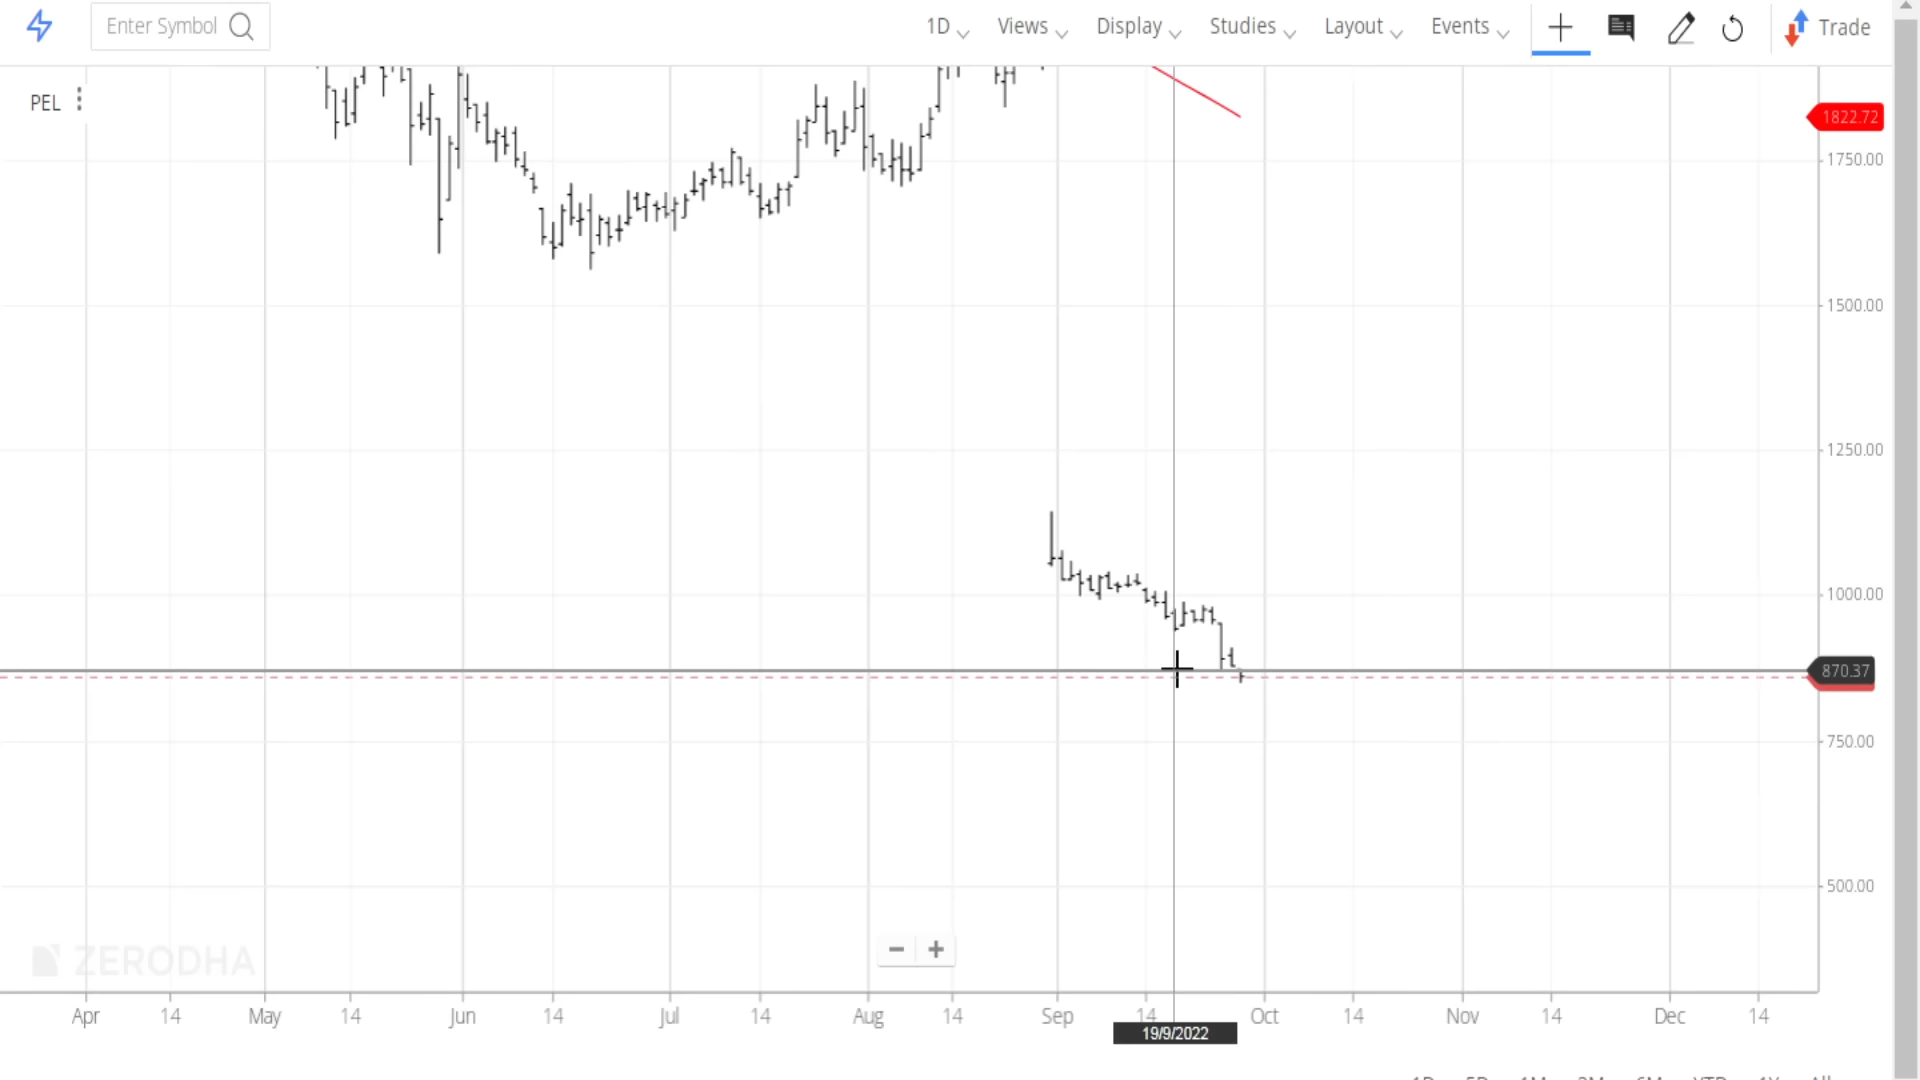 Enter Symbol 1D Views Display Studies Layout Events Trade
PEL
1822.72
1750.00
1500.00
1250.00
1000.00
870.37
750.00
500.00
ZERODHA
Apr 14 May 14 Jun 14 Jul 14 Aug 14 Sep 14 Oct 14 Nov 14 Dec 14
19/9/2022